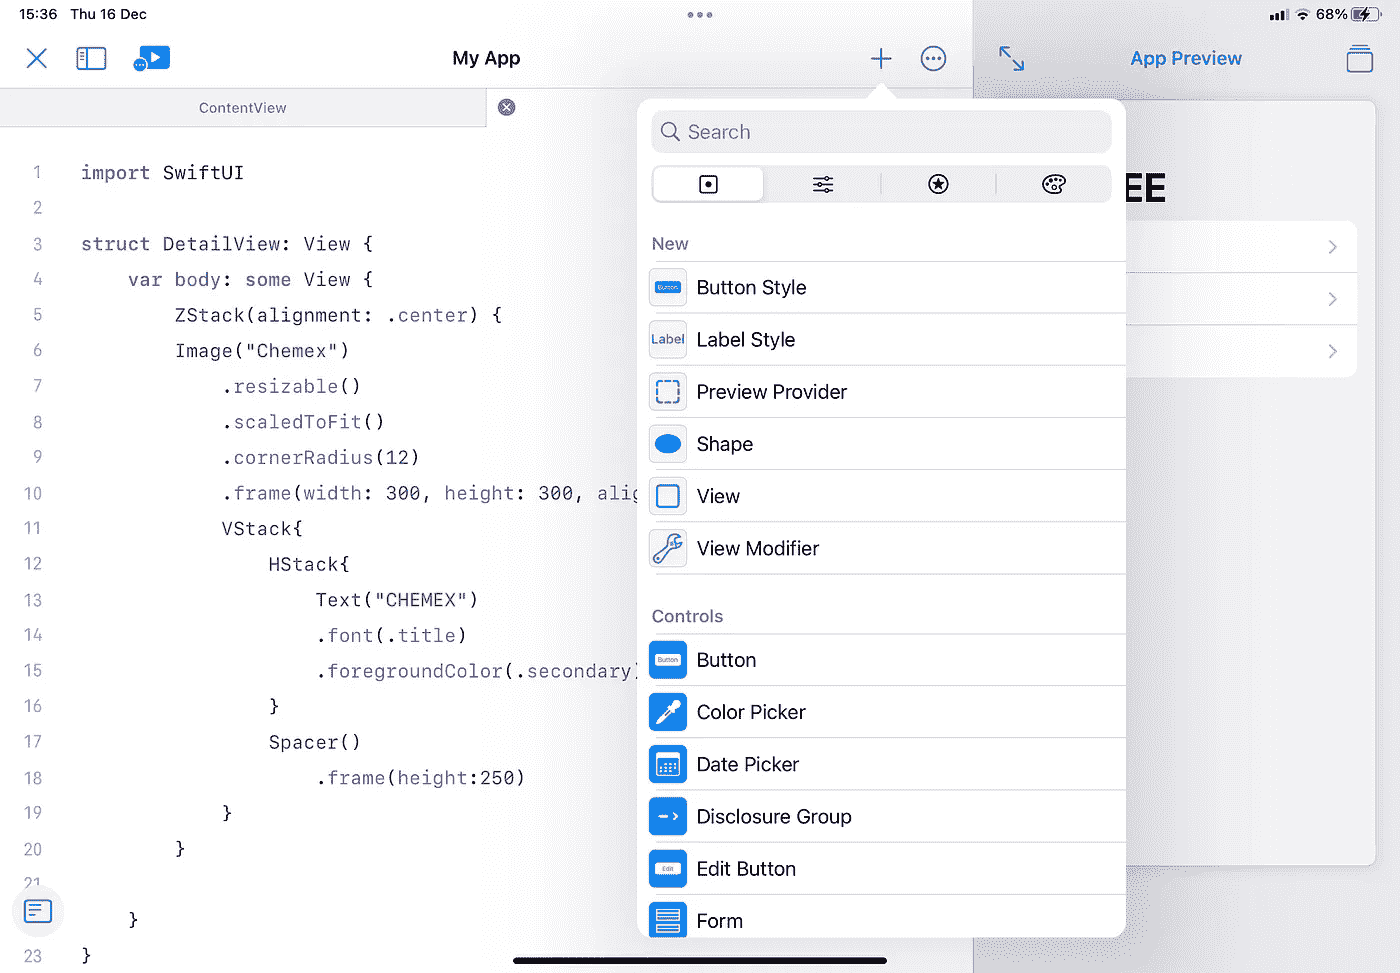 15:36 Thu 16 Dec
68%
My App
App Preview
ContentView
1 import SwiftUI
2
3 struct DetailView: View {
4 var body: some View {
5 ZStack(alignment: .center) {
6 Image("Chemex")
7 .resizable()
8 .scaledToFit()
9 .cornerRadius(12)
10 .frame(width: 300, height: 300, alig
11 VStack{
12 HStack{
13 Text("CHEMEX")
14 .font(.title)
15 .foregroundColor(.secondary)
16 }
17 Spacer()
18 .frame(height:250)
19 }
20 }
21
}
23 }
Search
New
Button Button Style
Label Label Style
Preview Provider
Shape
View
View Modifier
Controls
Button Button
Color Picker
Date Picker
Disclosure Group
Edit Edit Button
Form
EE